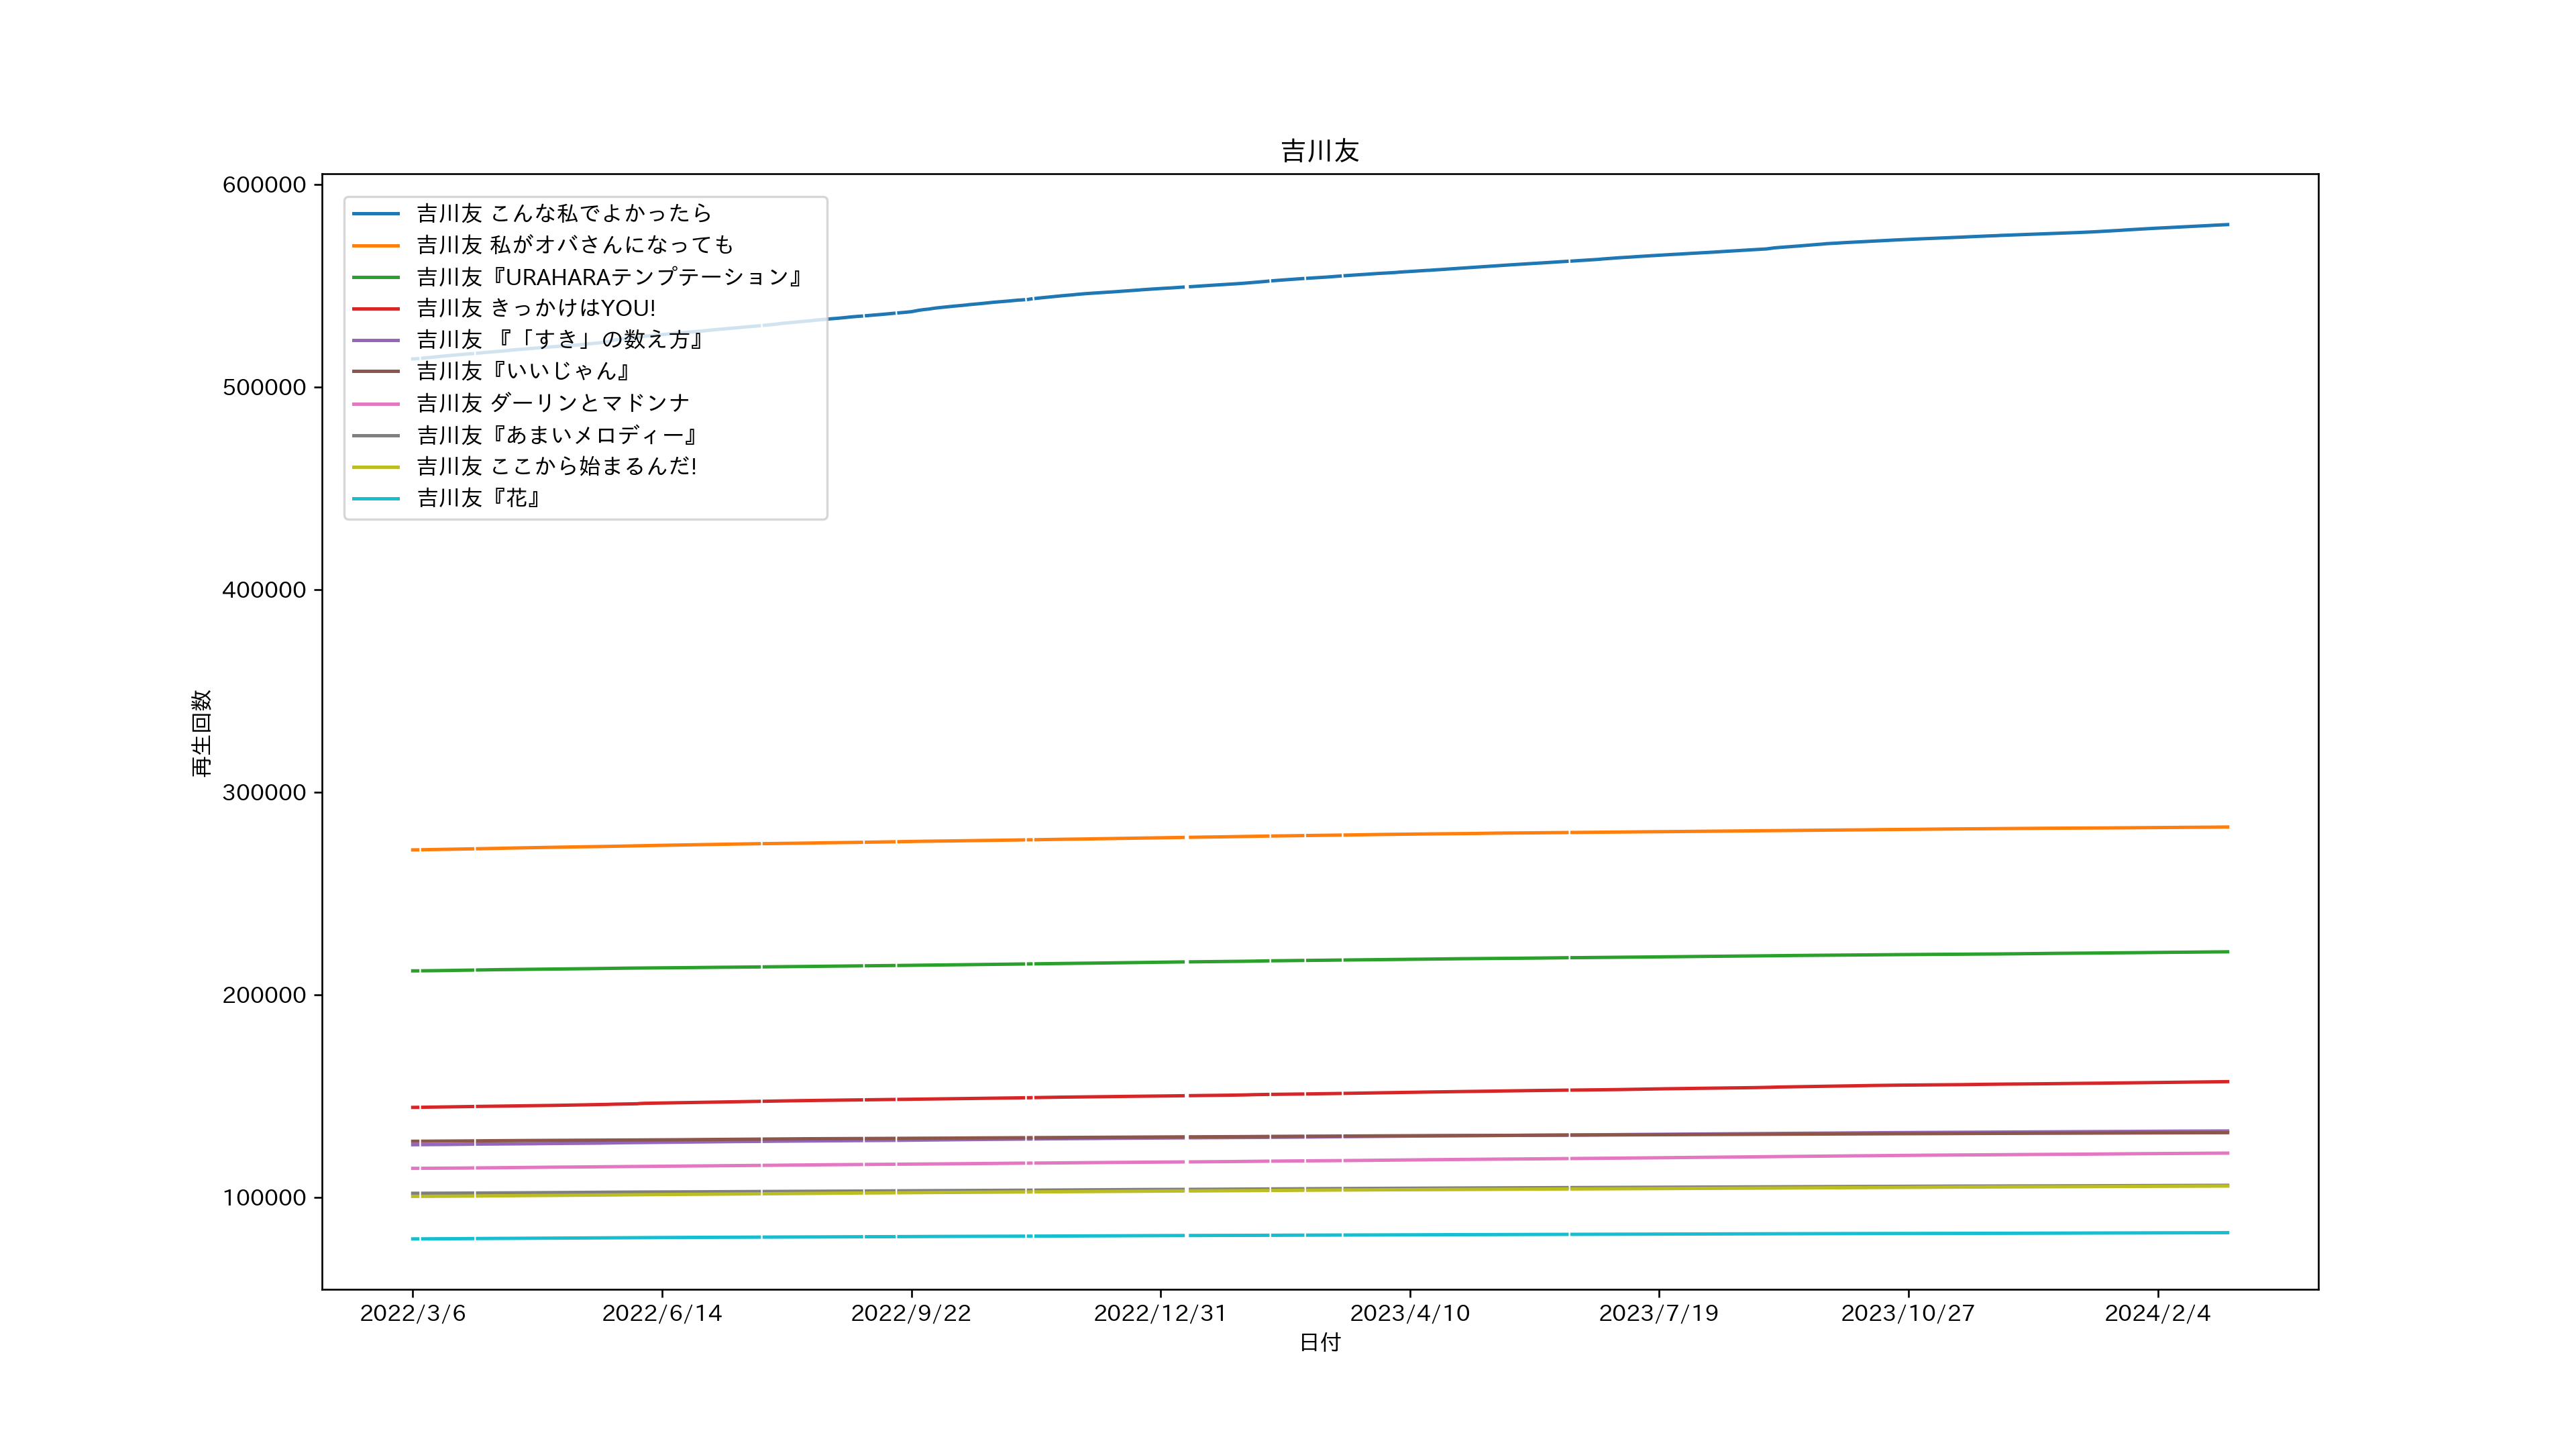 吉川友
600000
500000
400000
300000
200000
100000
再生回数
吉川友 こんな私でよかったら
吉川友 私がオバさんになっても
吉川友『URAHARAテンプテーション』
吉川友 きっかけはYOU!
吉川友 『「すき」の数え方』
吉川友『いいじゃん』
吉川友 ダーリンとマドンナ
吉川友『あまいメロディー』
吉川友 ここから始まるんだ!
吉川友『花』
2022/3/6 2022/6/14 2022/9/22 2022/12/31 2023/4/10 2023/7/19 2023/10/27 2024/2/4
日付